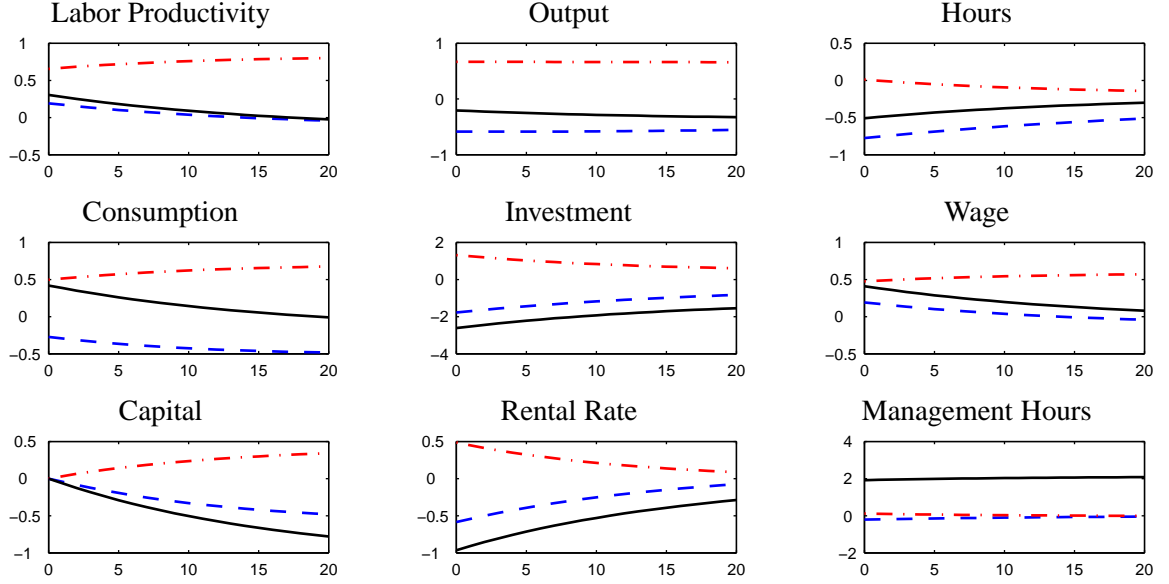 Labor Productivity Output Hours
1 1 0.5
0.5 0
0 0 −0.5
−0.5 −1 −1
0 5 10 15 20 0 5 10 15 20 0 5 10 15 20
Consumption Investment Wage
1 2 1
0.5 0 0.5
0 −2 0
−0.5 −4 −0.5
0 5 10 15 20 0 5 10 15 20 0 5 10 15 20
Capital Rental Rate Management Hours
0.5 0.5 4
0 0 2
−0.5 −0.5 0
−1 −1 −2
0 5 10 15 20 0 5 10 15 20 0 5 10 15 20